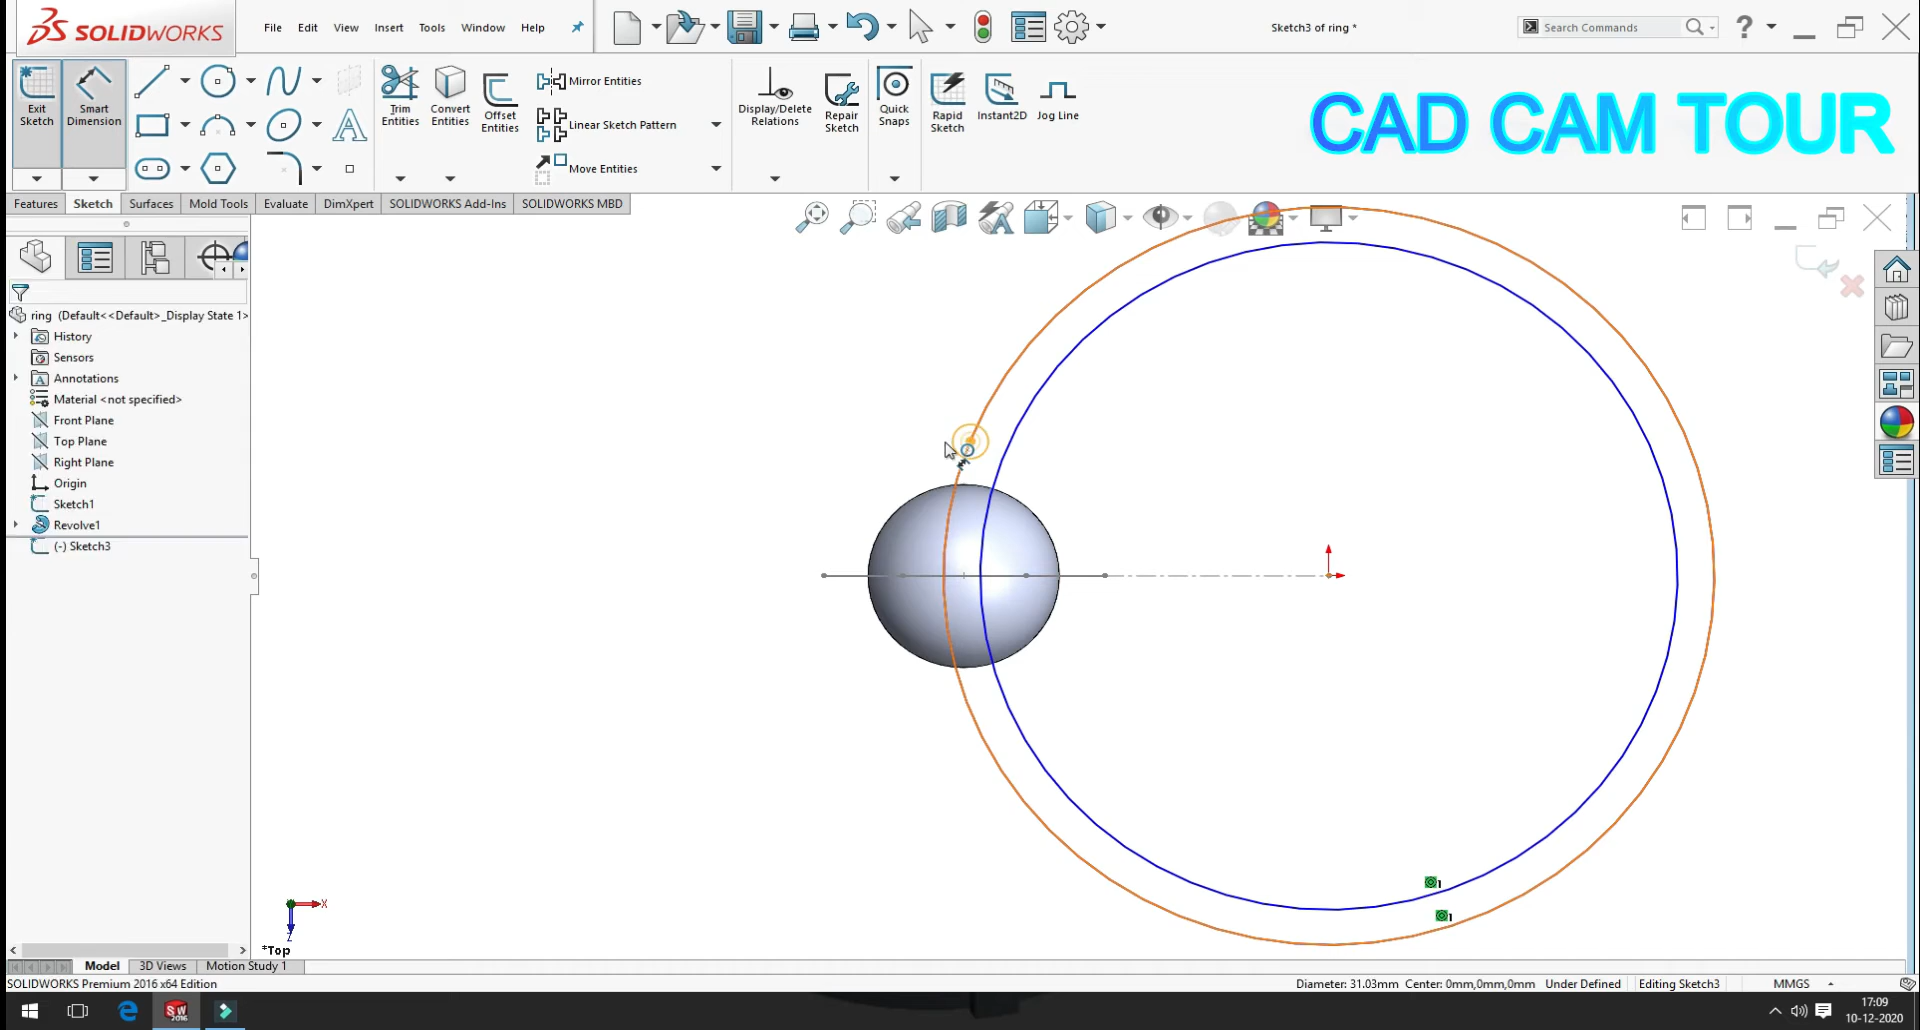 SOLIDWORKS
File Edit View Insert Tools Window Help
Sketch3 of ring *
Search Commands
?
Exit Sketch
Smart Dimension
Trim Entities
Convert Entities
Offset Entities
Mirror Entities
Linear Sketch Pattern
Move Entities
Display/Delete Relations
Repair Sketch
Quick Snaps
Rapid Sketch
Instant2D
Jog Line
CAD CAM TOUR
Features Sketch Surfaces Mold Tools Evaluate DimXpert SOLIDWORKS Add-Ins SOLIDWORKS MBD
ring (Default<<Default>_Display State 1>
History
Sensors
Annotations
Material <not specified>
Front Plane
Top Plane
Right Plane
Origin
Sketch1
Revolve1
(-) Sketch3
1
1
X
Z
*Top
Model 3D Views Motion Study 1
SOLIDWORKS Premium 2016 x64 Edition
Diameter: 31.03mm Center: 0mm,0mm,0mm Under Defined Editing Sketch3 MMGS
SW
2016
17:09
10-12-2020